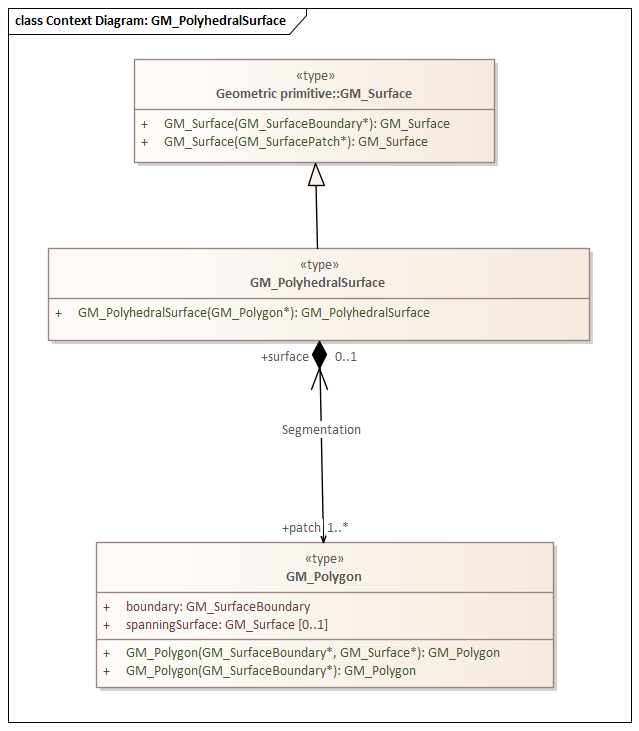 class Context Diagram: GM_PolyhedralSurface
«type»
Geometric primitive::GM_Surface
+ GM_Surface(GM_SurfaceBoundary*): GM_Surface
+ GM_Surface(GM_SurfacePatch*): GM_Surface
«type»
GM_PolyhedralSurface
+ GM_PolyhedralSurface(GM_Polygon*): GM_PolyhedralSurface
+surface 0..1
Segmentation
+patch 1..*
«type»
GM_Polygon
+ boundary: GM_SurfaceBoundary
+ spanningSurface: GM_Surface [0..1]
+ GM_Polygon(GM_SurfaceBoundary*, GM_Surface*): GM_Polygon
+ GM_Polygon(GM_SurfaceBoundary*): GM_Polygon